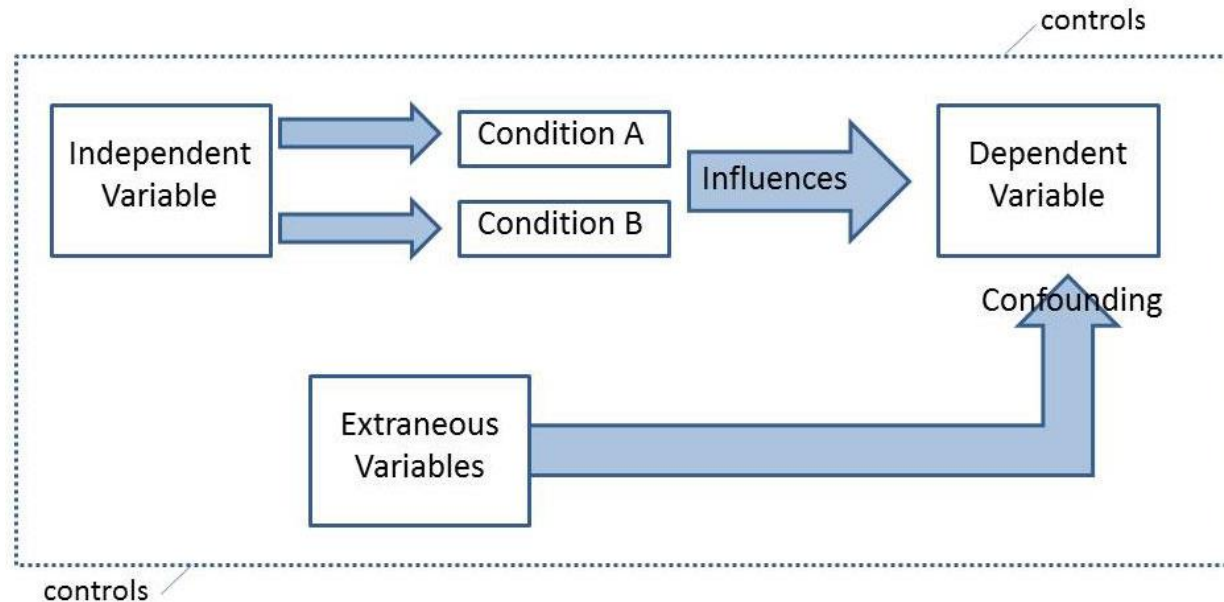 controls
Independent
Variable
Condition A
Condition B
Influences
Dependent
Variable
Confounding
Extraneous
Variables
controls